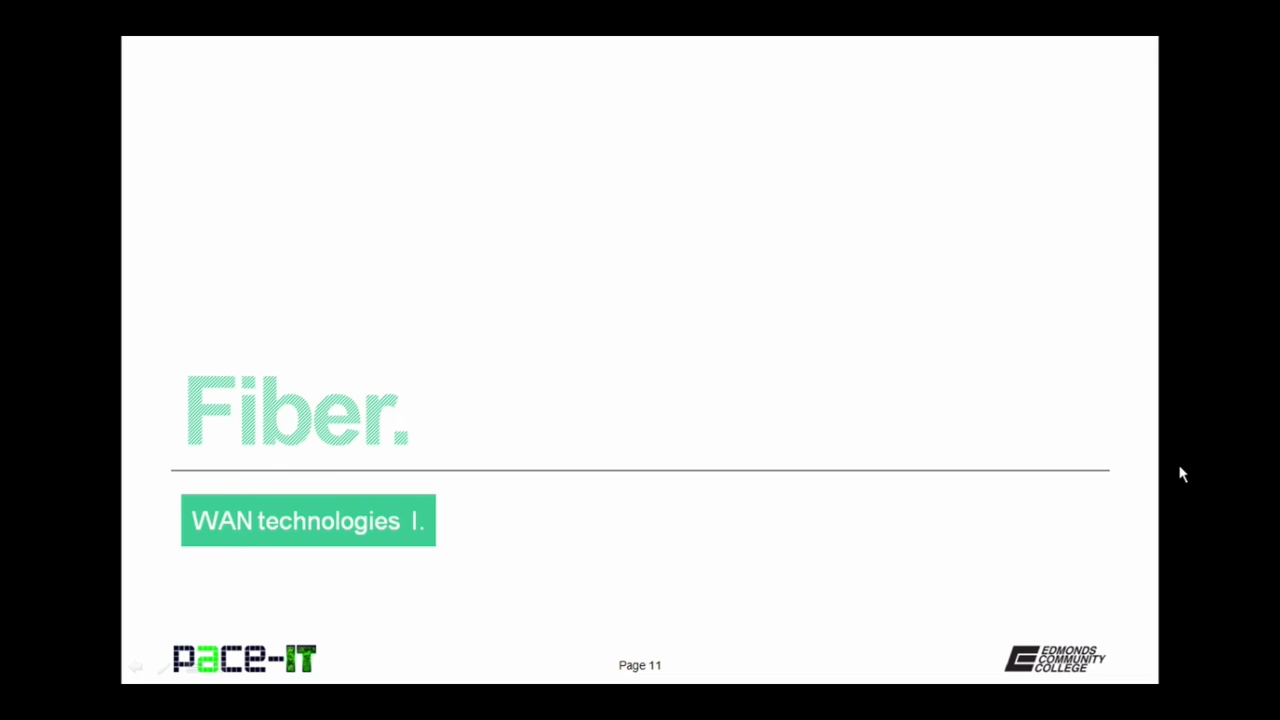 Fiber.
WAN technologies I.
pace-IT
Page 11
EDMONDS
COMMUNITY
COLLEGE